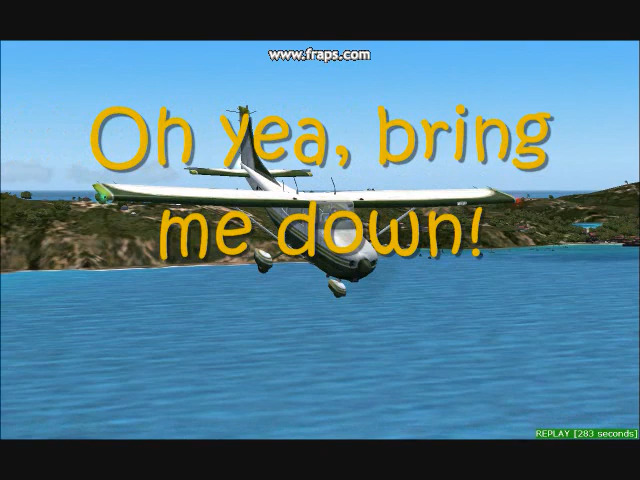 www.fraps.com
Oh yea, bring
me down!
REPLAY [283 seconds]